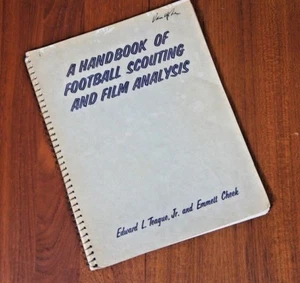 A HANDBOOK OF
FOOTBALL SCOUTING
AND FILM ANALYSIS
Edward L. Teague, Jr. and Emmett Cheek